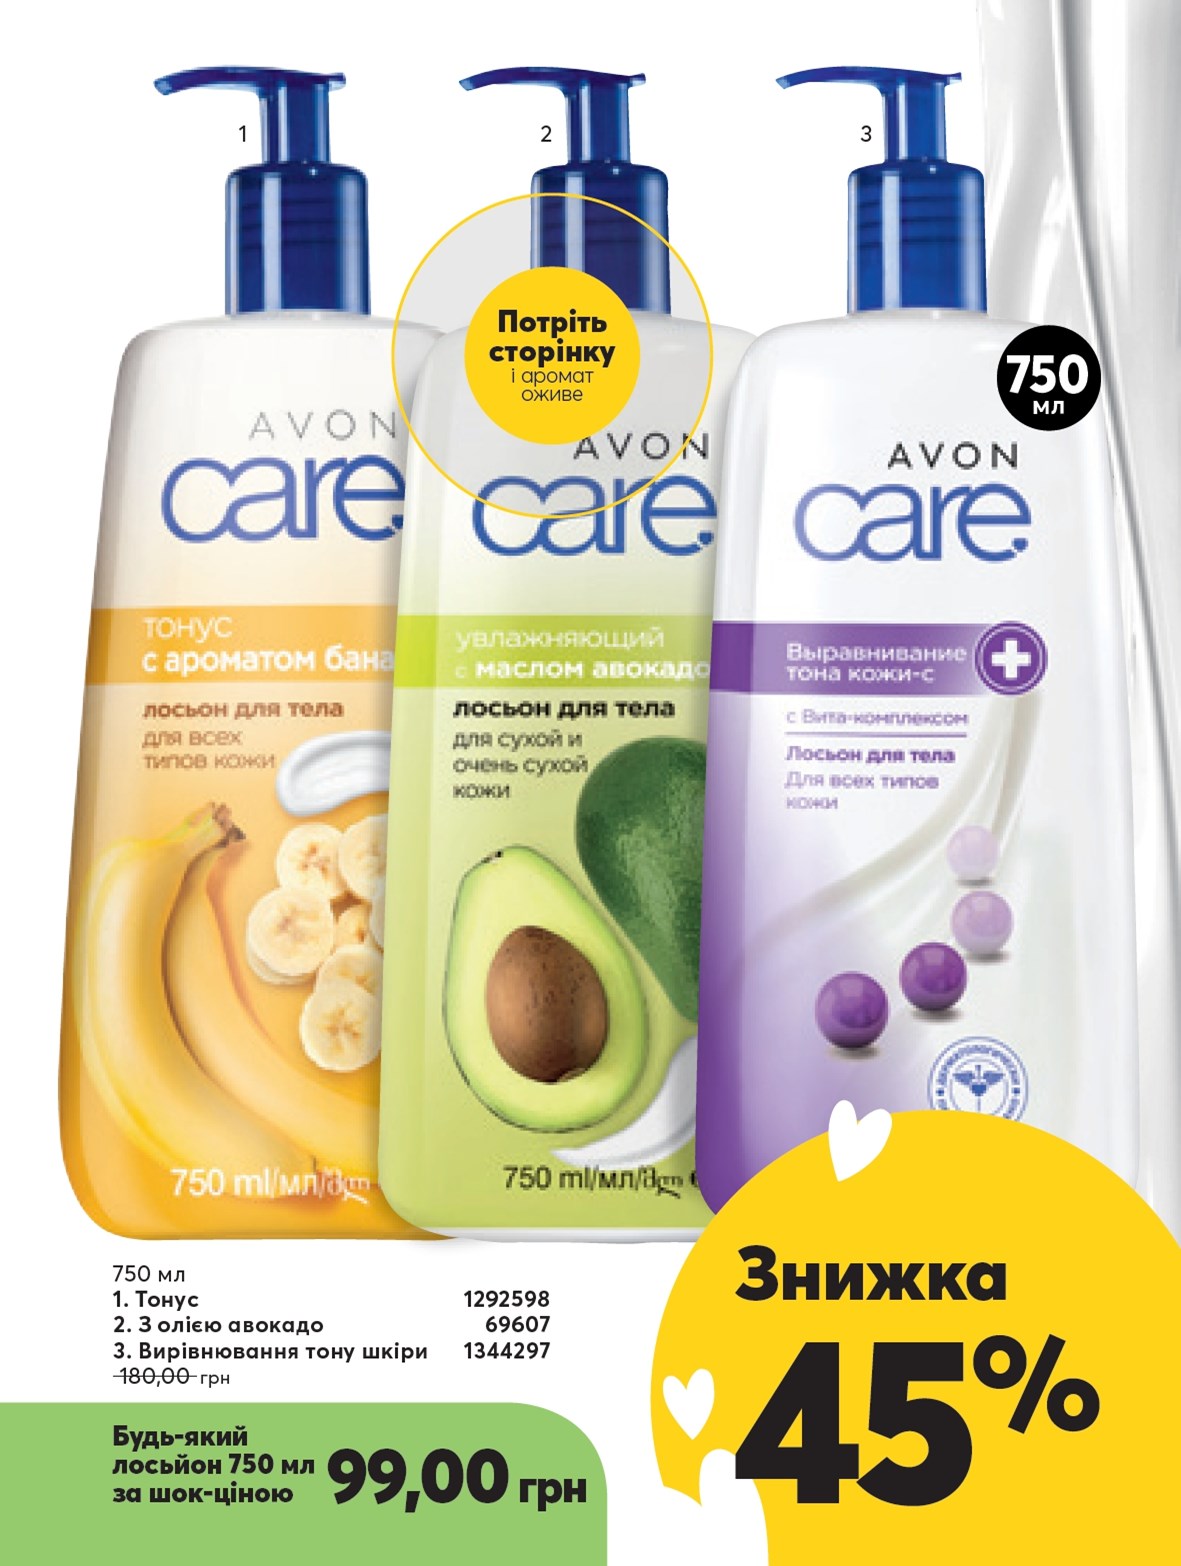 1
2
3
Потріть
сторінку
і аромат
оживе
750
мл
AVON
care
тонус
с ароматом бана
лосьон для тела
для всех
типов кожи
750 ml/мл/მლ
AVON
care
увлажняющий
с маслом авокадо
лосьон для тела
для сухой и
очень сухой
кожи
750 ml/мл/მლ
AVON
care
Выравнивание
тона кожи-с
с Вита-комплексом
Лосьон для тела
Для всех типов
кожи
ДЕРМАТОЛОГИЧЕСКИ
750 мл
1. Тонус 1292598
2. З олією авокадо 69607
3. Вирівнювання тону шкіри 1344297
180,00 грн
Будь-який
лосьйон 750 мл
за шок-ціною
99,00 грн
Знижка
45%